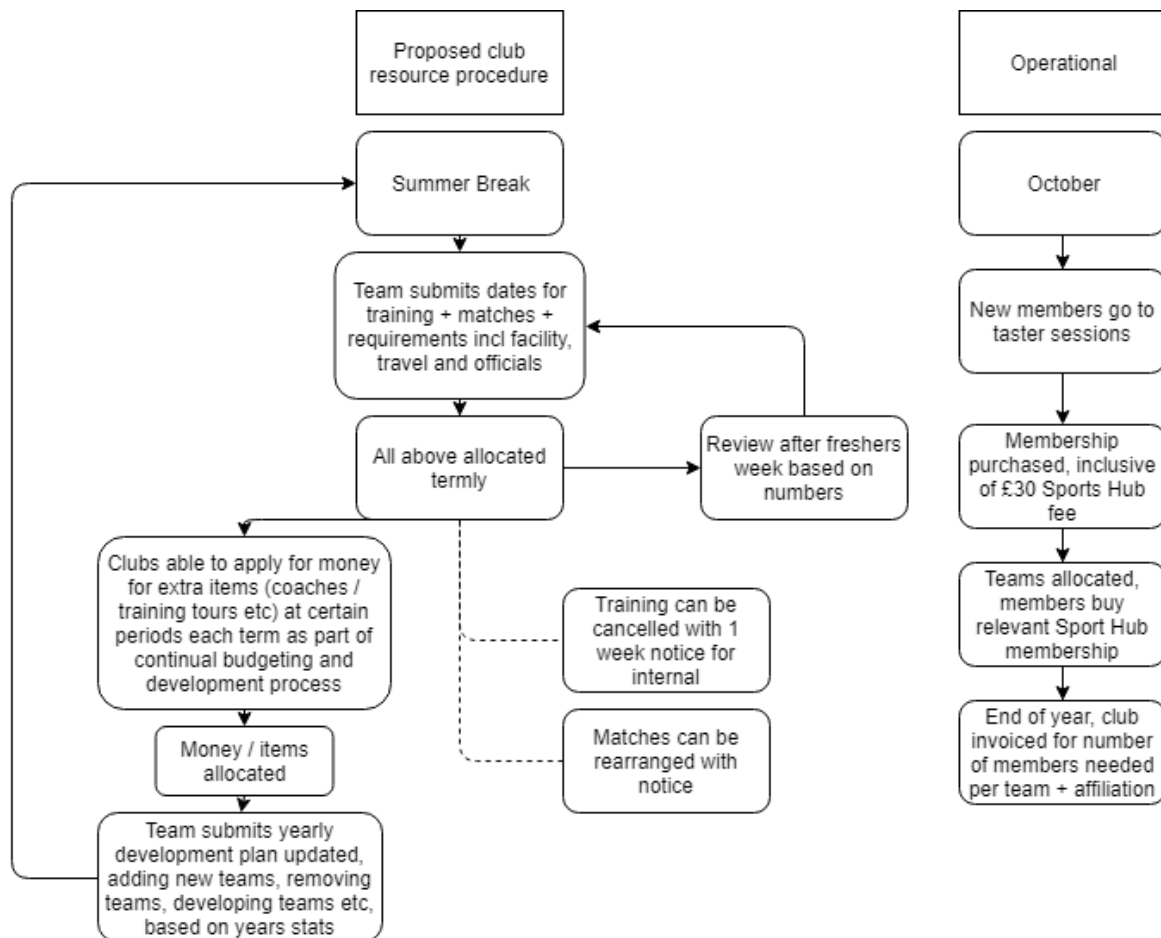 Proposed club
resource procedure
Operational
Summer Break
October
Team submits dates for
training + matches +
requirements incl facility,
travel and officials
New members go to
taster sessions
All above allocated
termly
Review after freshers
week based on
numbers
Membership
purchased, inclusive
of £30 Sports Hub
fee
Clubs able to apply for money
for extra items (coaches /
training tours etc) at certain
periods each term as part of
continual budgeting and
development process
Training can be
cancelled with 1
week notice for
internal
Teams allocated,
members buy
relevant Sport Hub
membership
Money / items
allocated
Matches can be
rearranged with
notice
End of year, club
invoiced for number
of members needed
per team + affiliation
Team submits yearly
development plan updated,
adding new teams, removing
teams, developing teams etc,
based on years stats